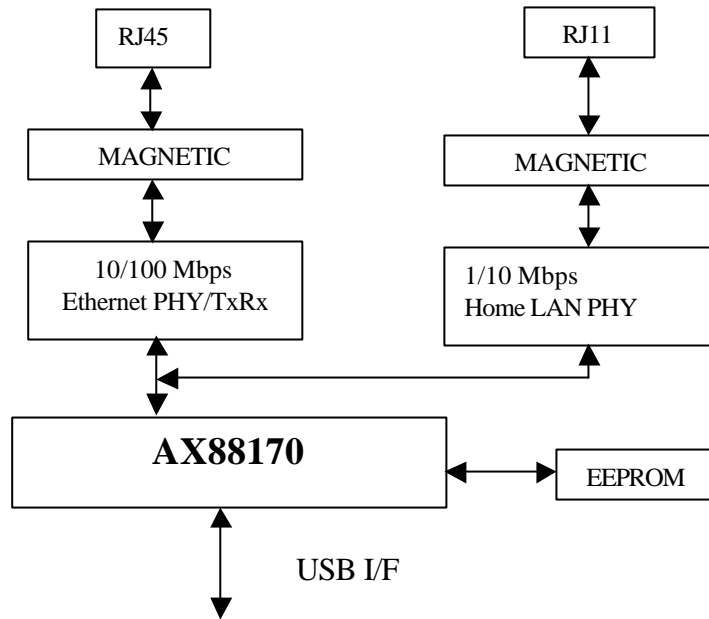 RJ45
RJ11
MAGNETIC
MAGNETIC
10/100 Mbps
Ethernet PHY/TxRx
1/10 Mbps
Home LAN PHY
AX88170
EEPROM
USB I/F